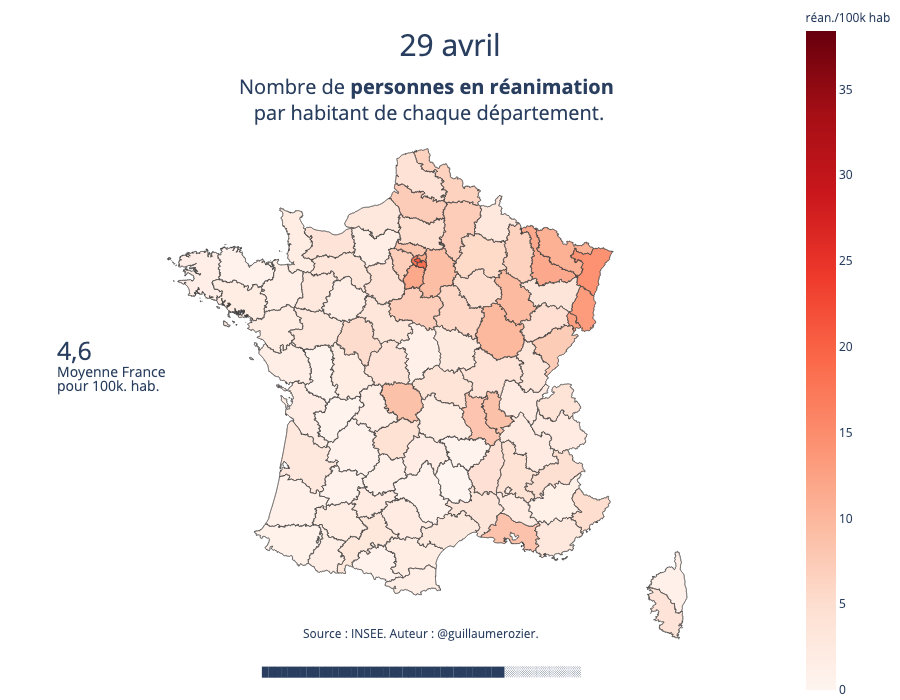 réan./100k hab
29 avril
Nombre de personnes en réanimation
par habitant de chaque département.
35
30
25
20
15
10
5
0
4,6
Moyenne France
pour 100k. hab.
Source : INSEE. Auteur : @guillaumerozier.